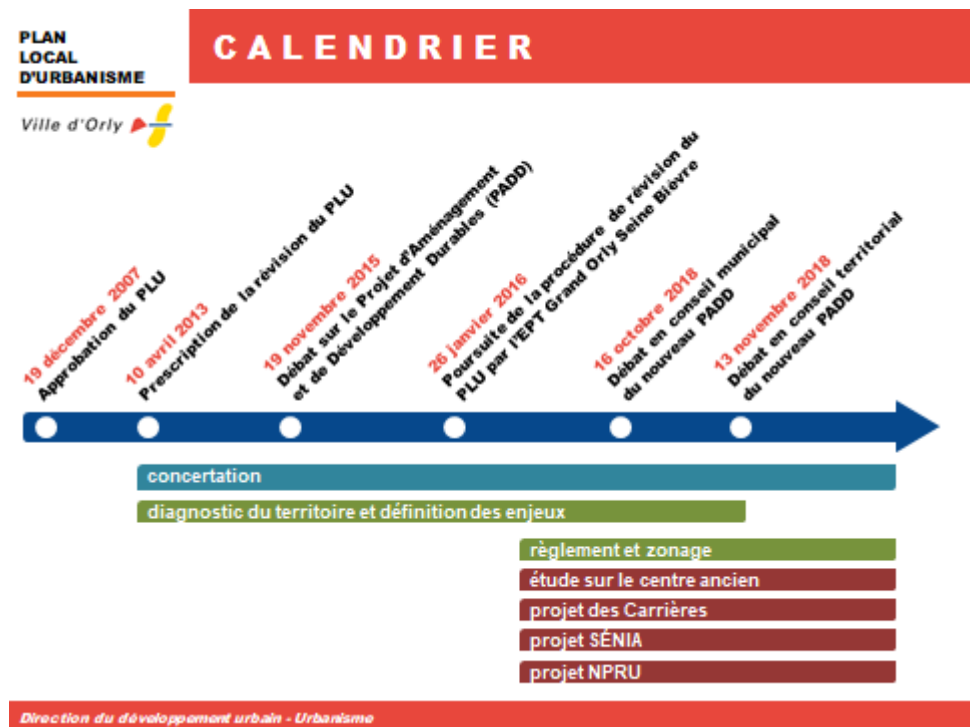 PLAN
LOCAL
D'URBANISME
CALENDRIER
Ville d'Orly
19 décembre 2007
Approbation du PLU
10 avril 2013
Prescription de la révision du PLU
19 novembre 2015
Débat sur le Projet d'Aménagement
et de Développement Durables (PADD)
26 janvier 2016
Poursuite de la procédure de révision du
PLU par l'EPT Grand Orly Seine Bièvre
16 octobre 2018
Débat en conseil municipal
du nouveau PADD
13 novembre 2018
Débat en conseil territorial
du nouveau PADD
concertation
diagnostic du territoire et définition des enjeux
règlement et zonage
étude sur le centre ancien
projet des Carrières
projet SÉNIA
projet NPRU
Direction du développement urbain - Urbanisme